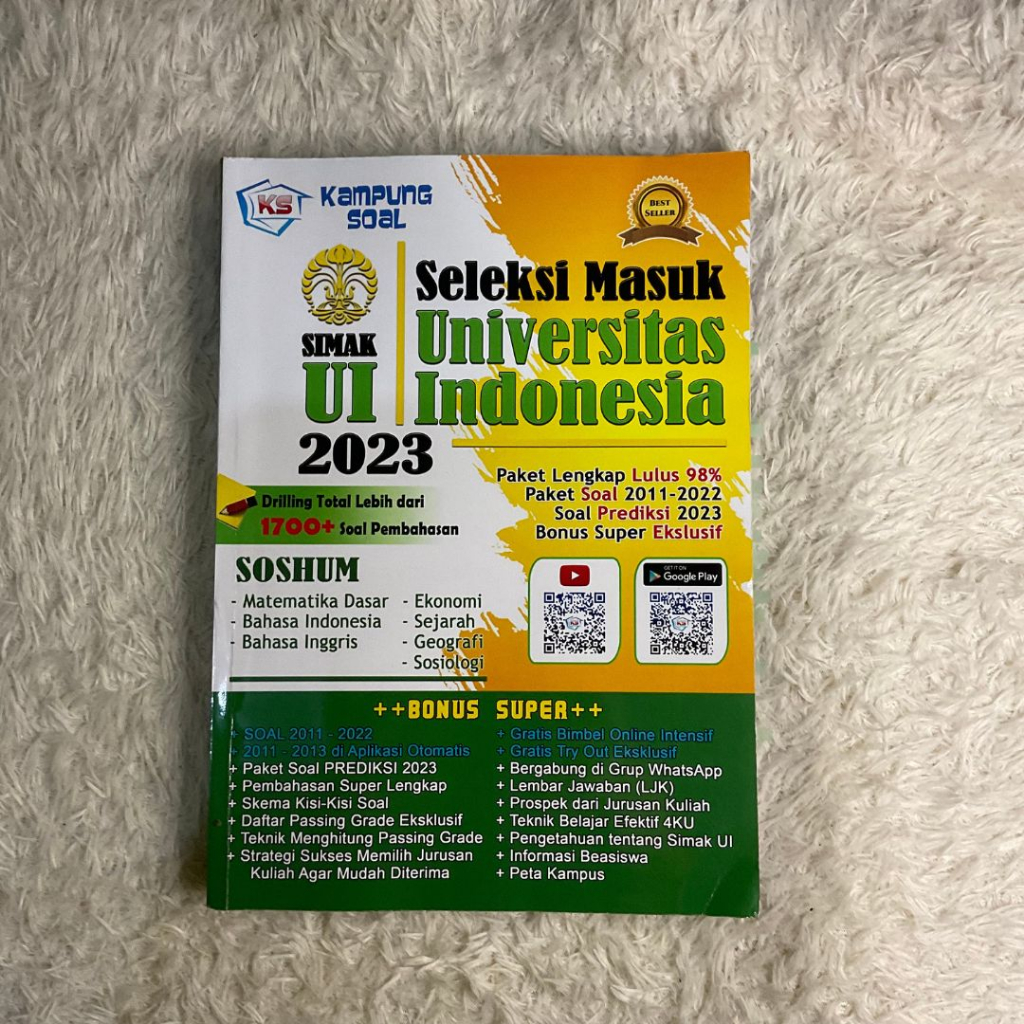 KS
Kampung
Soal
Best
Seller
SIMAK
UI
2023
Seleksi Masuk
Universitas
Indonesia
Paket Lengkap Lulus 98%
Paket Soal 2011-2022
Soal Prediksi 2023
Bonus Super Ekslusif
Drilling Total Lebih dari
1700+ Soal Pembahasan
SOSHUM
- Matematika Dasar
- Bahasa Indonesia
- Bahasa Inggris
- Ekonomi
- Sejarah
- Geografi
- Sosiologi
GET IT ON
Google Play
KS
KS
++BONUS SUPER++
+ SOAL 2011 - 2022
+ 2011 - 2013 di Aplikasi Otomatis
+ Paket Soal PREDIKSI 2023
+ Pembahasan Super Lengkap
+ Skema Kisi-Kisi Soal
+ Daftar Passing Grade Eksklusif
+ Teknik Menghitung Passing Grade
+ Strategi Sukses Memilih Jurusan
Kuliah Agar Mudah Diterima
+ Gratis Bimbel Online Intensif
+ Gratis Try Out Eksklusif
+ Bergabung di Grup WhatsApp
+ Lembar Jawaban (LJK)
+ Prospek dari Jurusan Kuliah
+ Teknik Belajar Efektif 4KU
+ Pengetahuan tentang Simak UI
+ Informasi Beasiswa
+ Peta Kampus